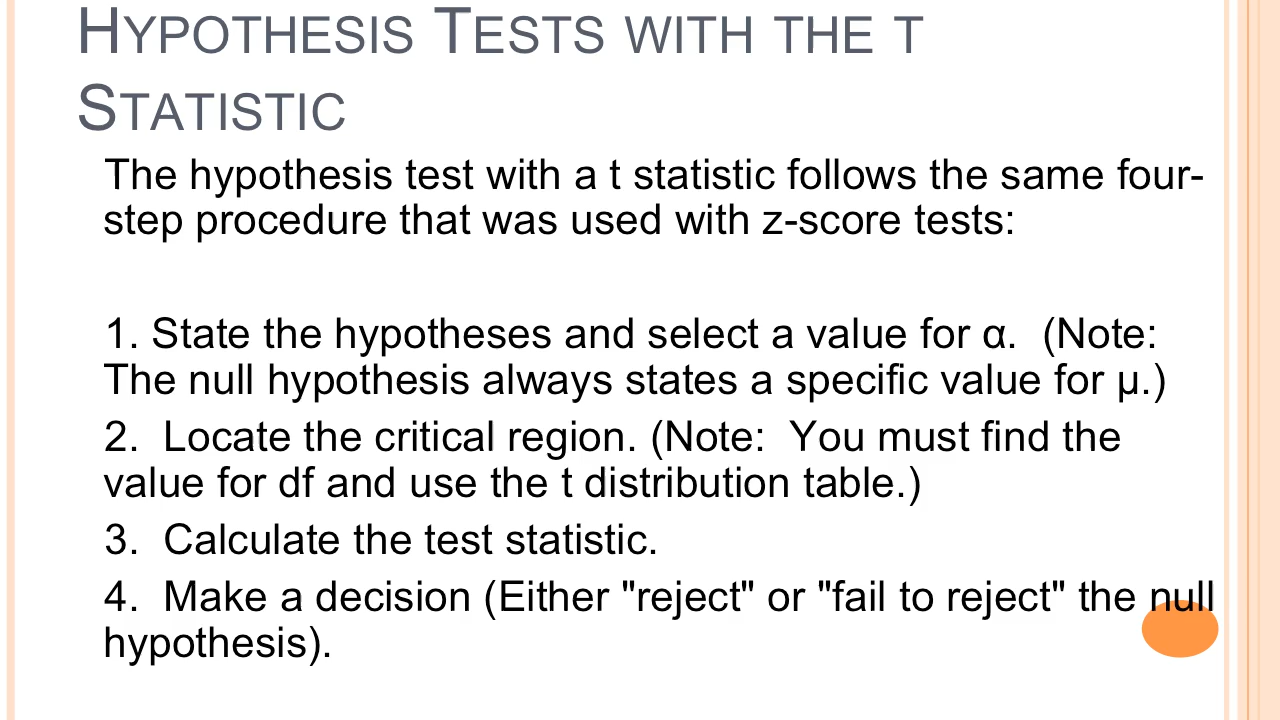 HYPOTHESIS TESTS WITH THE T
STATISTIC
The hypothesis test with a t statistic follows the same four-
step procedure that was used with z-score tests:
1. State the hypotheses and select a value for α.  (Note:
The null hypothesis always states a specific value for μ.)
2.  Locate the critical region. (Note:  You must find the
value for df and use the t distribution table.)
3.  Calculate the test statistic.
4.  Make a decision (Either "reject" or "fail to reject" the null
hypothesis).